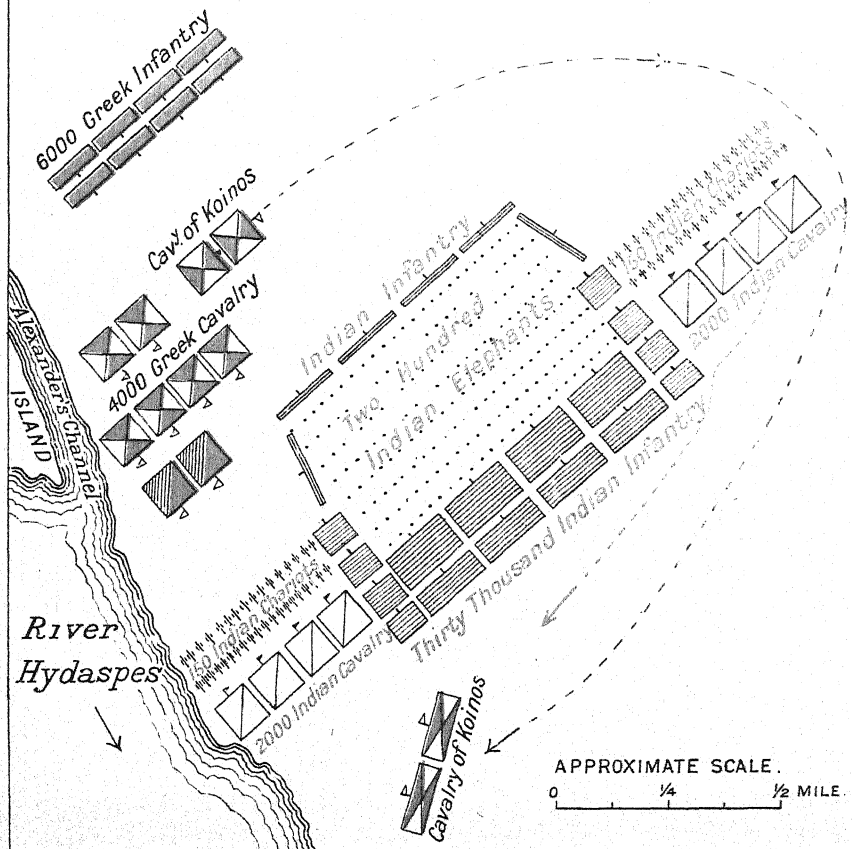 6000 Greek Infantry
Cavy. of Koinos
4000 Greek Cavalry
Alexander's Channel
ISLAND
Indian Infantry
Two Hundred
Indian Elephants
150 Indian Chariots
2000 Indian Cavalry
Thirty Thousand Indian Infantry
150 Indian Chariots
2000 Indian Cavalry
River
Hydaspes
Cavalry of Koinos
APPROXIMATE SCALE.
0 1/4 1/2 MILE.